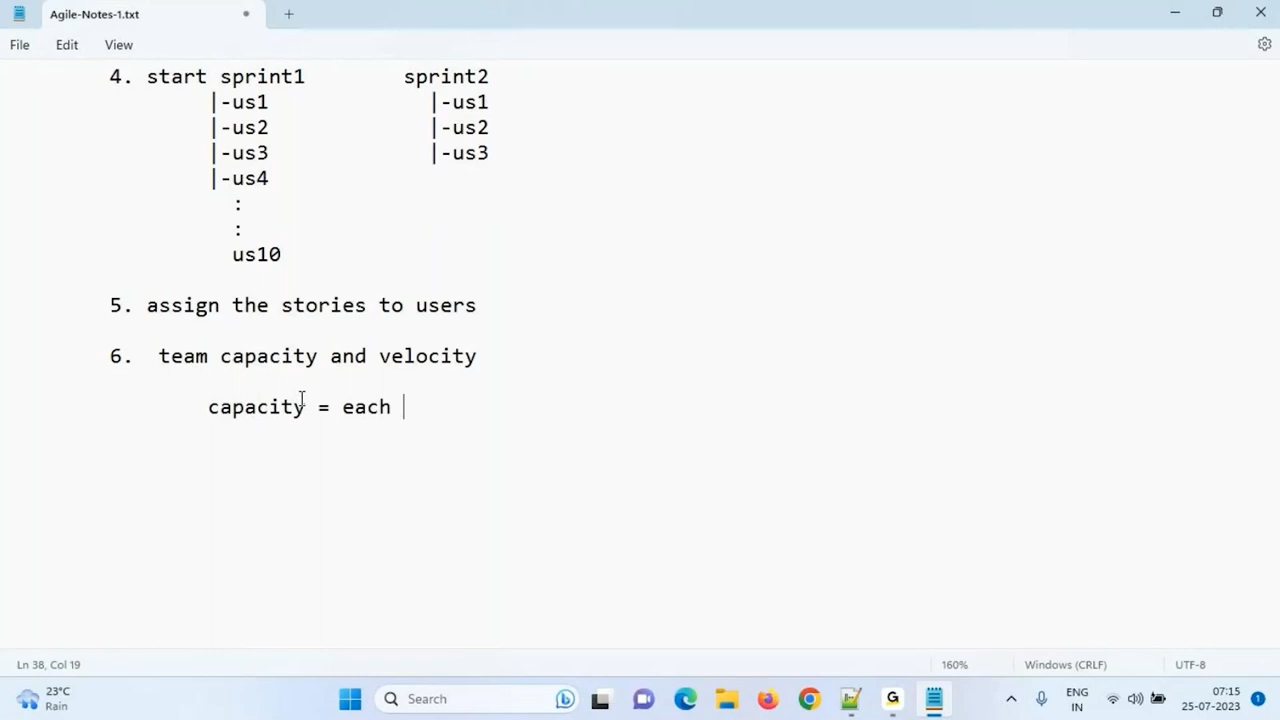 Agile-Notes-1.txt
File Edit View
4. start sprint1 sprint2
|-us1 |-us1
|-us2 |-us2
|-us3 |-us3
|-us4
:
:
us10
5. assign the stories to users
6. team capacity and velocity
capacity = each
Ln 38, Col 19 160% Windows (CRLF) UTF-8
23°C
Rain
Search
ENG
IN
07:15
25-07-2023
1